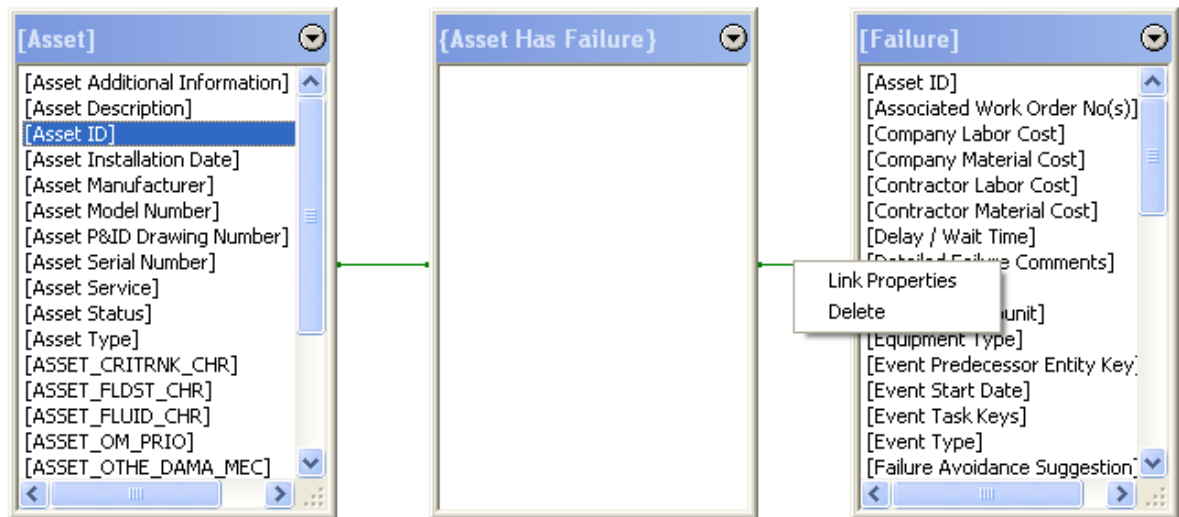 [Asset]
[Asset Additional Information]
[Asset Description]
[Asset ID]
[Asset Installation Date]
[Asset Manufacturer]
[Asset Model Number]
[Asset P&ID Drawing Number]
[Asset Serial Number]
[Asset Service]
[Asset Status]
[Asset Type]
[ASSET_CRITRNK_CHR]
[ASSET_FLDST_CHR]
[ASSET_FLUID_CHR]
[ASSET_OM_PRIO]
[ASSET_OTHE_DAMA_MEC]
{Asset Has Failure}
[Failure]
[Asset ID]
[Associated Work Order No(s)]
[Company Labor Cost]
[Company Material Cost]
[Contractor Labor Cost]
[Contractor Material Cost]
[Delay / Wait Time]
Comments]
[Equipment Type]
[Event Predecessor Entity Key]
[Event Start Date]
[Event Task Keys]
[Event Type]
[Failure Avoidance Suggestion]
Link Properties
Delete